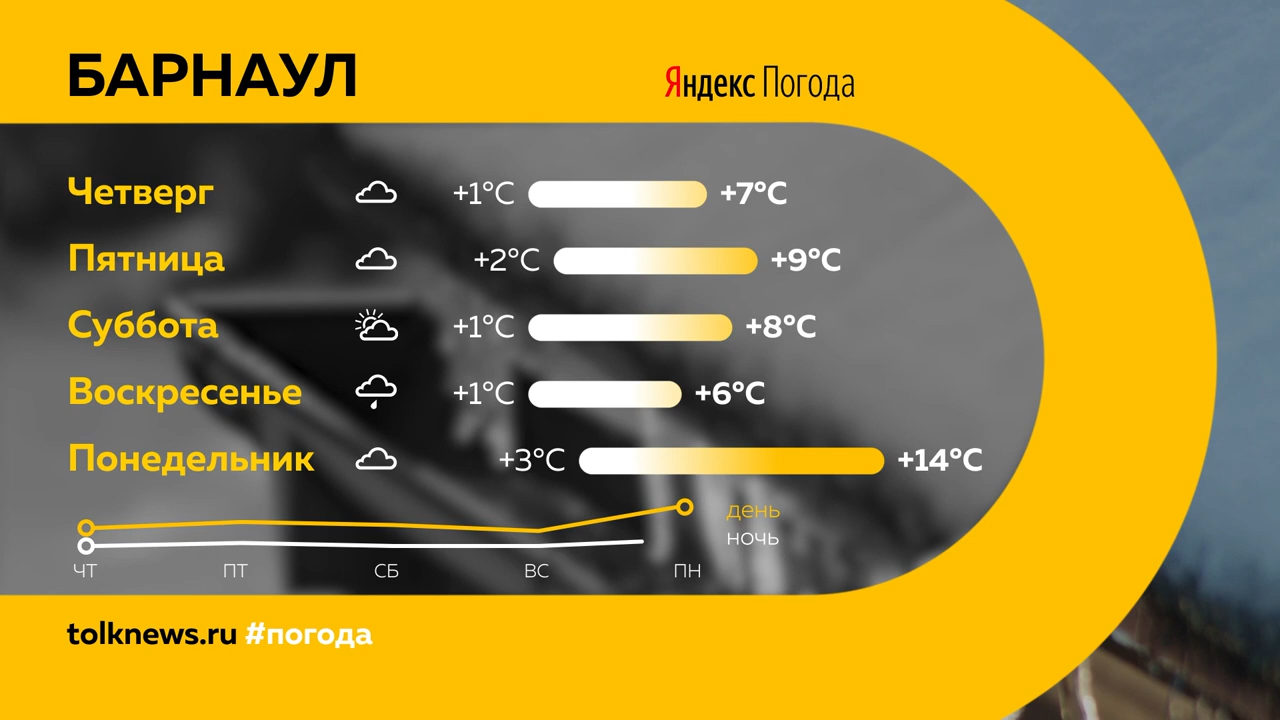 БАРНАУЛ
Яндекс Погода
Четверг +1°C +7°C
Пятница +2°C +9°C
Суббота +1°C +8°C
Воскресенье +1°C +6°C
Понедельник +3°C +14°C
день
ночь
ЧТ ПТ СБ ВС ПН
tolknews.ru #погода